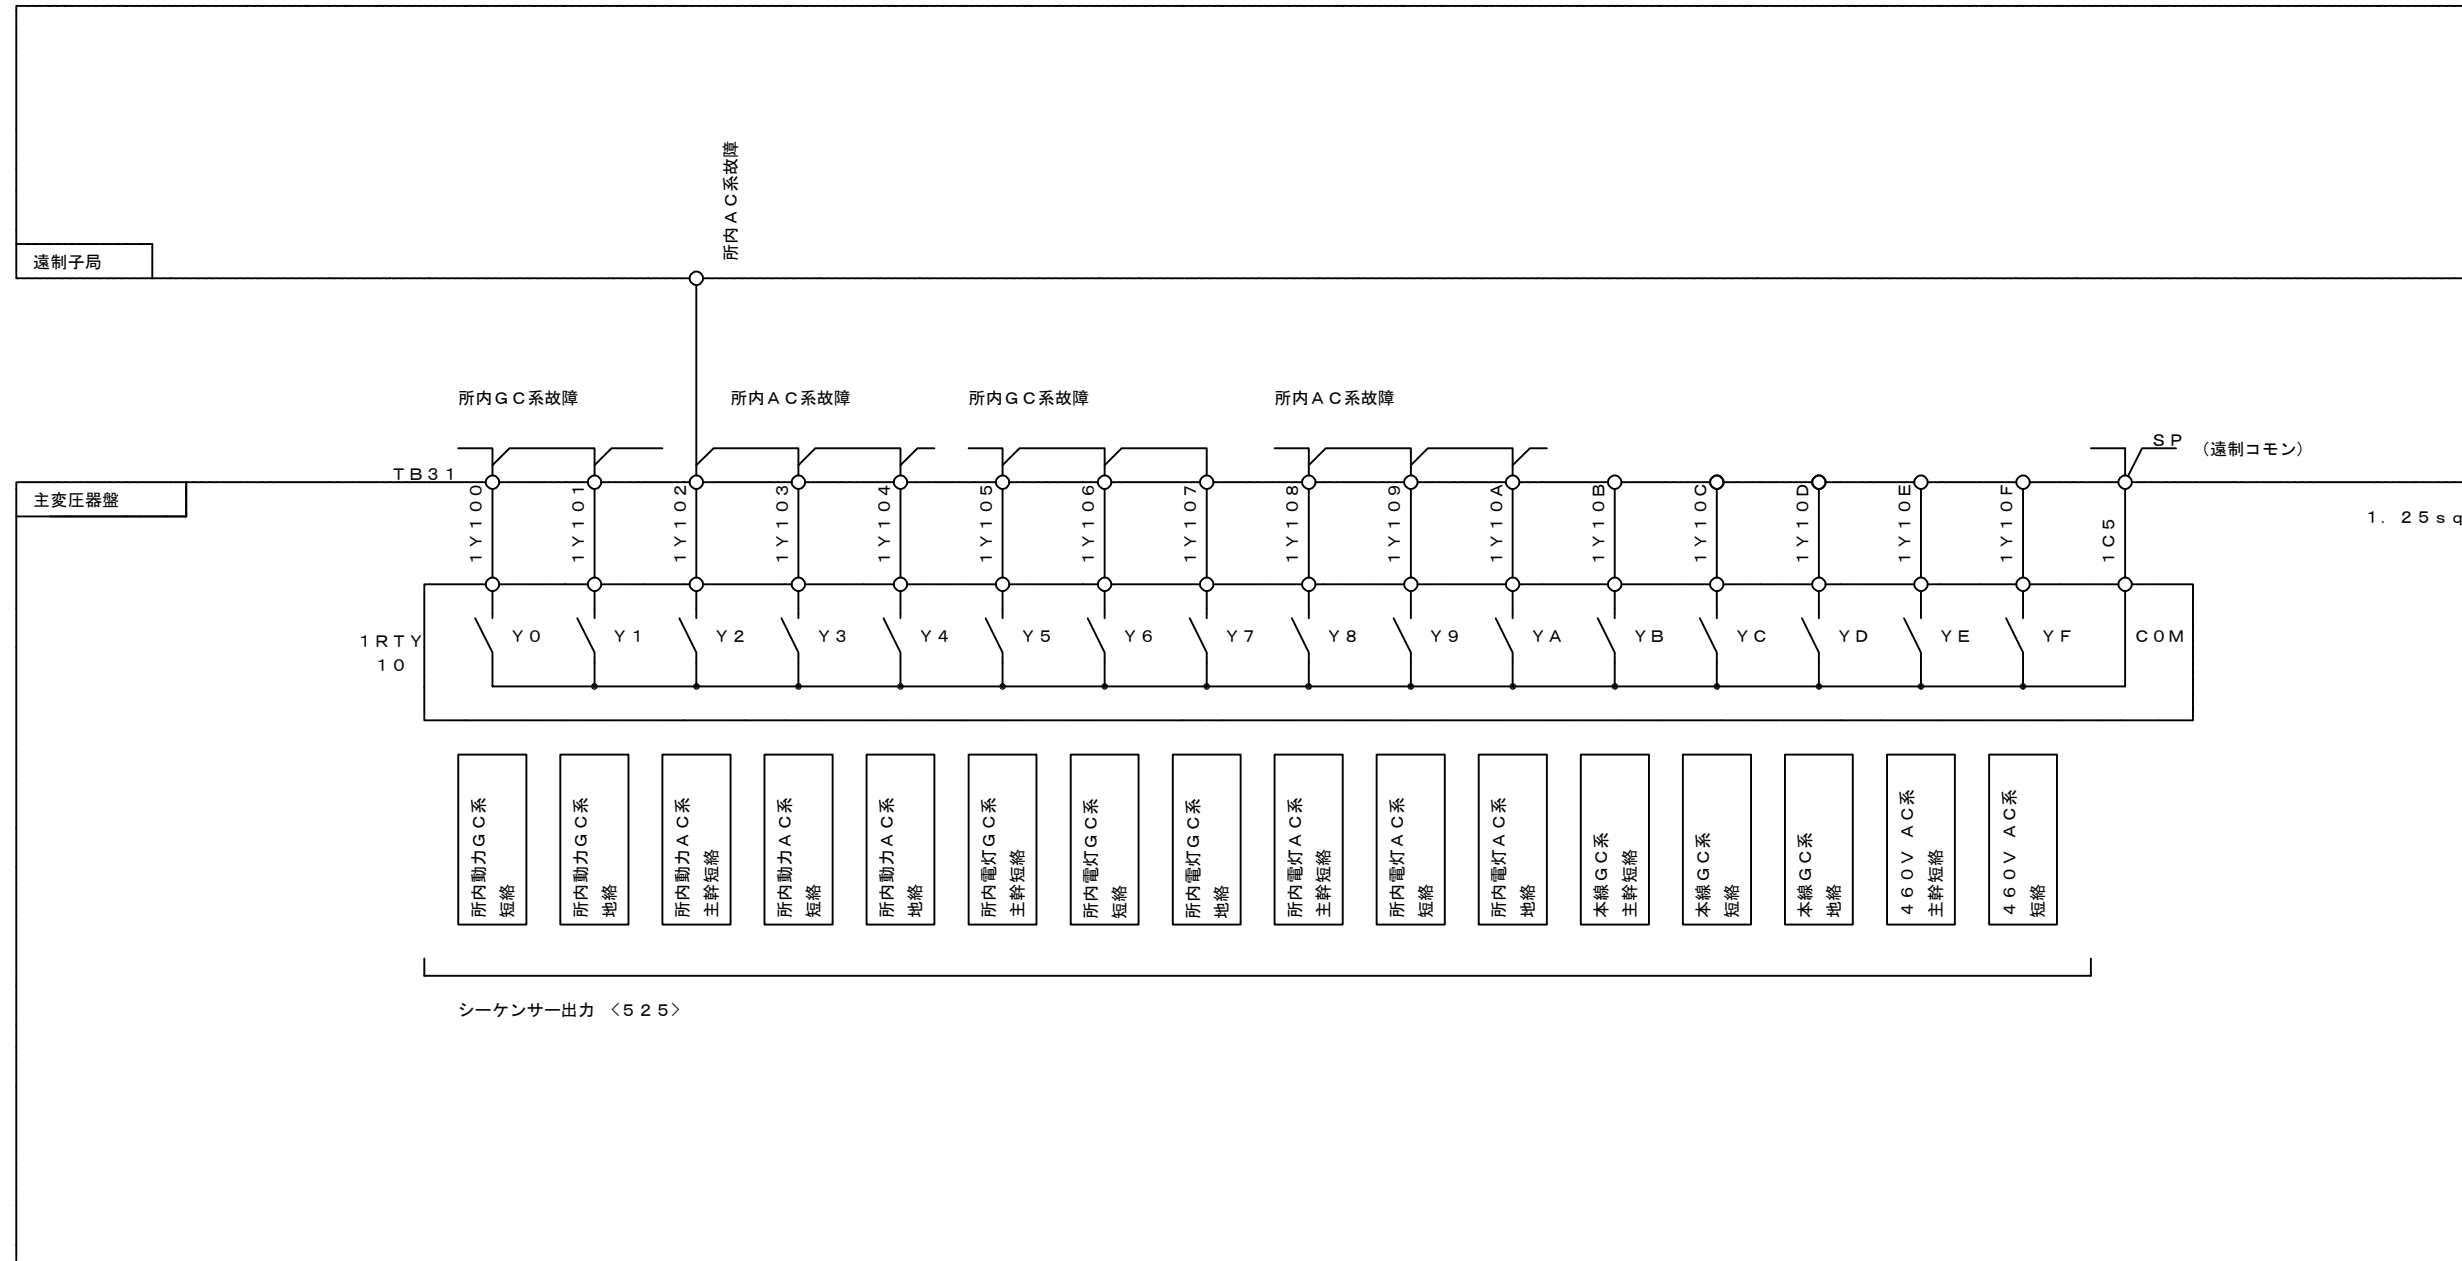 所内ＡＣ系故障
遠制子局
所内ＧＣ系故障
所内ＡＣ系故障
所内ＧＣ系故障
所内ＡＣ系故障
ＳＰ （遠制コモン）
ＴＢ３１
主変圧器盤
１Ｙ１００
１Ｙ１０１
１Ｙ１０２
１Ｙ１０３
１Ｙ１０４
１Ｙ１０５
１Ｙ１０６
１Ｙ１０７
１Ｙ１０８
１Ｙ１０９
１Ｙ１０Ａ
１Ｙ１０Ｂ
１Ｙ１０Ｃ
１Ｙ１０Ｄ
１Ｙ１０Ｅ
１Ｙ１０Ｆ
１Ｃ５
１．２５ｓｑ
１ＲＴＹ
１０
Ｙ０
Ｙ１
Ｙ２
Ｙ３
Ｙ４
Ｙ５
Ｙ６
Ｙ７
Ｙ８
Ｙ９
ＹＡ
ＹＢ
ＹＣ
ＹＤ
ＹＥ
ＹＦ
Ｃ０Ｍ
所内動力ＧＣ系
短絡
所内動力ＧＣ系
地絡
所内動力ＡＣ系
主幹短絡
所内動力ＡＣ系
短絡
所内動力ＡＣ系
地絡
所内電灯ＧＣ系
主幹短絡
所内電灯ＧＣ系
短絡
所内電灯ＧＣ系
地絡
所内電灯ＡＣ系
主幹短絡
所内電灯ＡＣ系
短絡
所内電灯ＡＣ系
地絡
本線ＧＣ系
主幹短絡
本線ＧＣ系
短絡
本線ＧＣ系
地絡
４６０Ｖ ＡＣ系
主幹短絡
４６０Ｖ ＡＣ系
短絡
シーケンサー出力 〈５２５〉